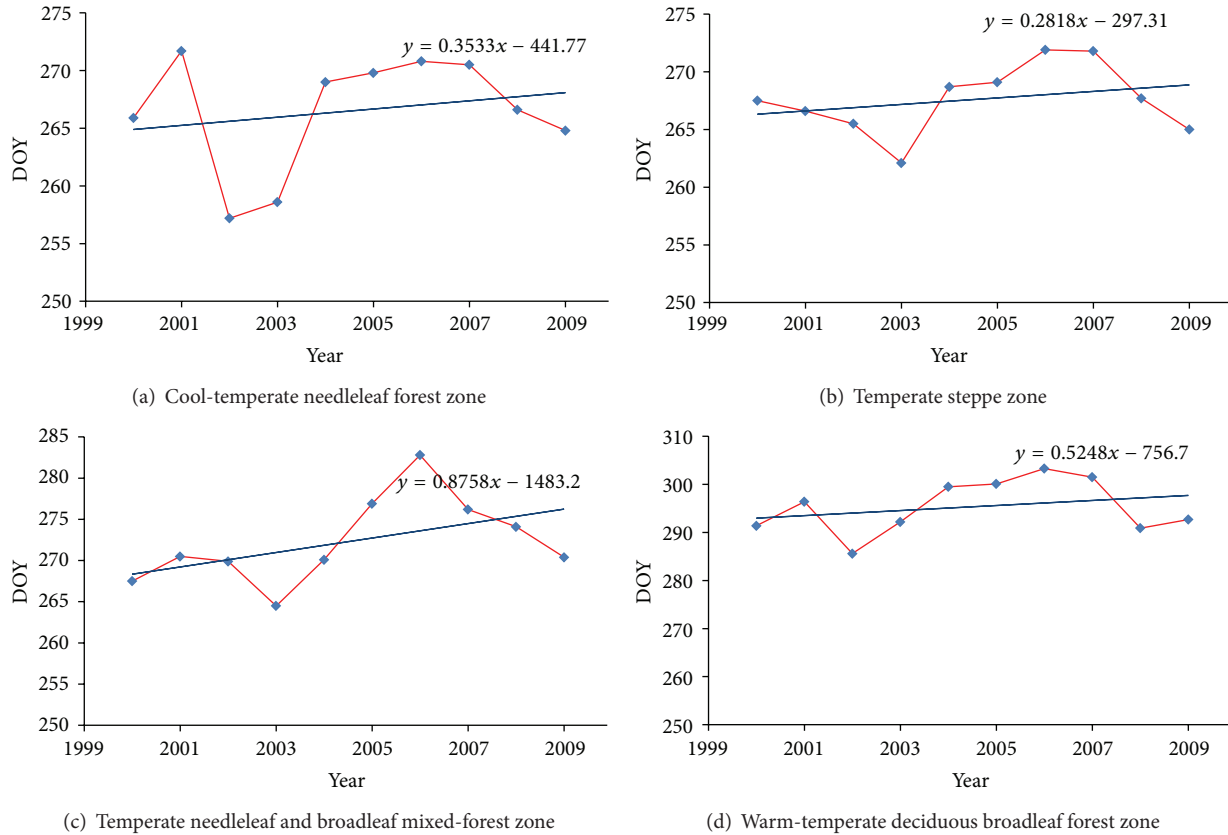 275
270
265
260
255
250
DOY
y = 0.3533x − 441.77
1999 2001 2003 2005 2007 2009
Year
(a) Cool-temperate needleleaf forest zone
275
270
265
260
255
250
DOY
y = 0.2818x − 297.31
1999 2001 2003 2005 2007 2009
Year
(b) Temperate steppe zone
285
280
275
270
265
260
255
250
DOY
y = 0.8758x − 1483.2
1999 2001 2003 2005 2007 2009
Year
(c) Temperate needleleaf and broadleaf mixed-forest zone
310
300
290
280
270
260
250
DOY
y = 0.5248x − 756.7
1999 2001 2003 2005 2007 2009
Year
(d) Warm-temperate deciduous broadleaf forest zone